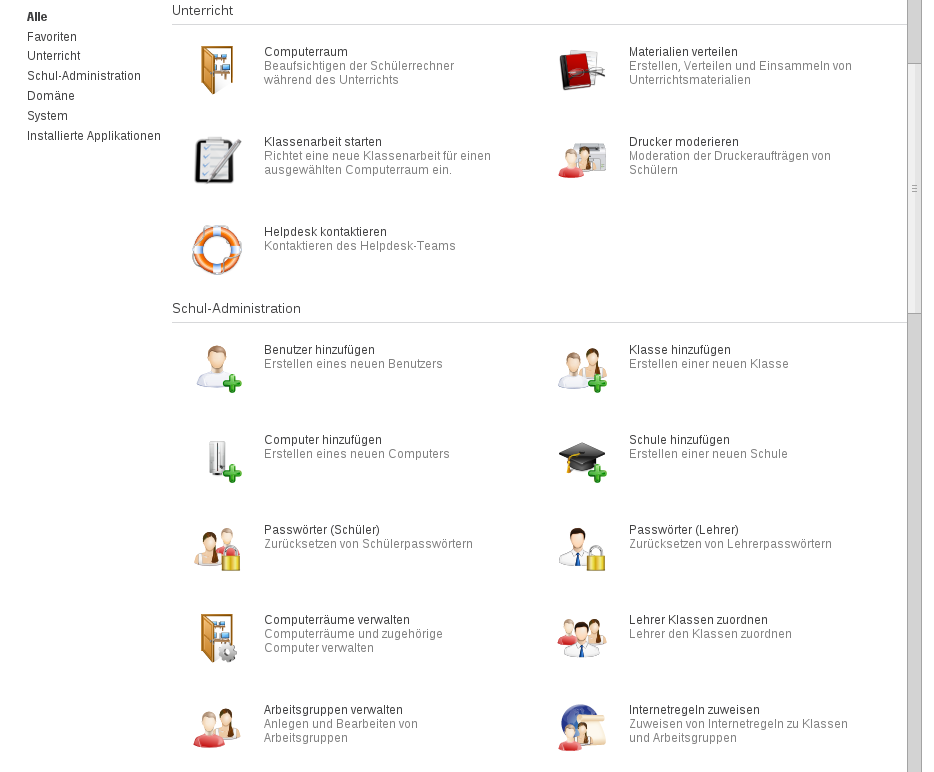 Alle
Favoriten
Unterricht
Schul-Administration
Domäne
System
Installierte Applikationen
Unterricht
Computerraum
Beaufsichtigen der Schülerrechner
während des Unterrichts
Materialien verteilen
Erstellen, Verteilen und Einsammeln von
Unterrichtsmaterialien
Klassenarbeit starten
Richtet eine neue Klassenarbeit für einen
ausgewählten Computerraum ein.
Drucker moderieren
Moderation der Druckeraufträgen von
Schülern
Helpdesk kontaktieren
Kontaktieren des Helpdesk-Teams
Schul-Administration
Benutzer hinzufügen
Erstellen eines neuen Benutzers
Klasse hinzufügen
Erstellen einer neuen Klasse
Computer hinzufügen
Erstellen eines neuen Computers
Schule hinzufügen
Erstellen einer neuen Schule
Passwörter (Schüler)
Zurücksetzen von Schülerpasswörtern
Passwörter (Lehrer)
Zurücksetzen von Lehrerpasswörtern
Computerräume verwalten
Computerräume und zugehörige
Computer verwalten
Lehrer Klassen zuordnen
Lehrer den Klassen zuordnen
Arbeitsgruppen verwalten
Anlegen und Bearbeiten von
Arbeitsgruppen
Internetregeln zuweisen
Zuweisen von Internetregeln zu Klassen
und Arbeitsgruppen